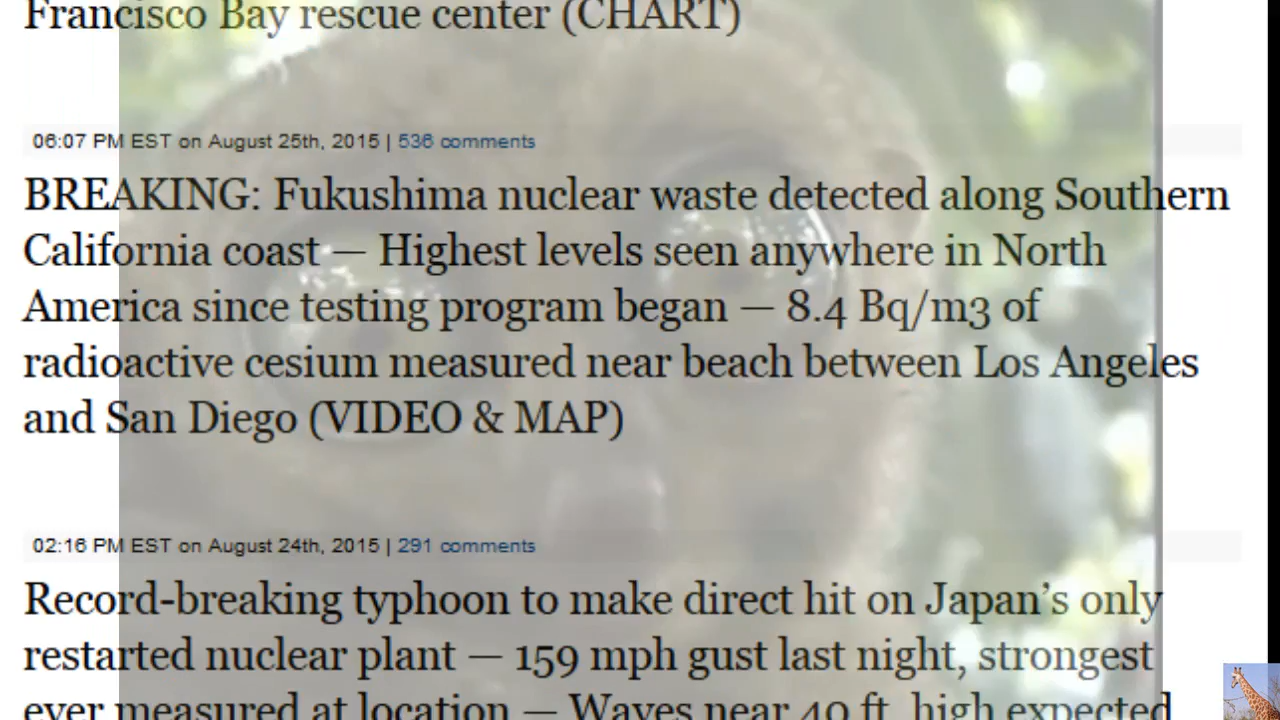 Francisco Bay rescue center (CHART)
06:07 PM EST on August 25th, 2015 | 536 comments
BREAKING: Fukushima nuclear waste detected along Southern
California coast — Highest levels seen anywhere in North
America since testing program began — 8.4 Bq/m3 of
radioactive cesium measured near beach between Los Angeles
and San Diego (VIDEO & MAP)
02:16 PM EST on August 24th, 2015 | 291 comments
Record-breaking typhoon to make direct hit on Japan’s only
restarted nuclear plant — 159 mph gust last night, strongest
ever measured at location — Waves near 40 ft. high expected